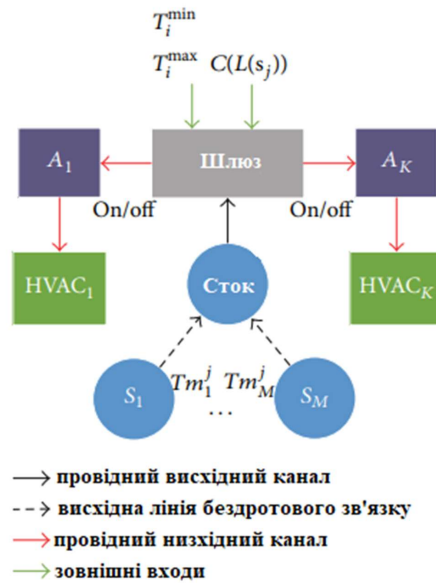 T_i^min
T_i^max C(L(s_j))
A_1 Шлюз A_K
On/off On/off
HVAC_1 Сток HVAC_K
Tm_1^j Tm_M^j
S_1 ... S_M
провідний висхідний канал
висхідна лінія бездротового зв'язку
провідний низхідний канал
зовнішні входи